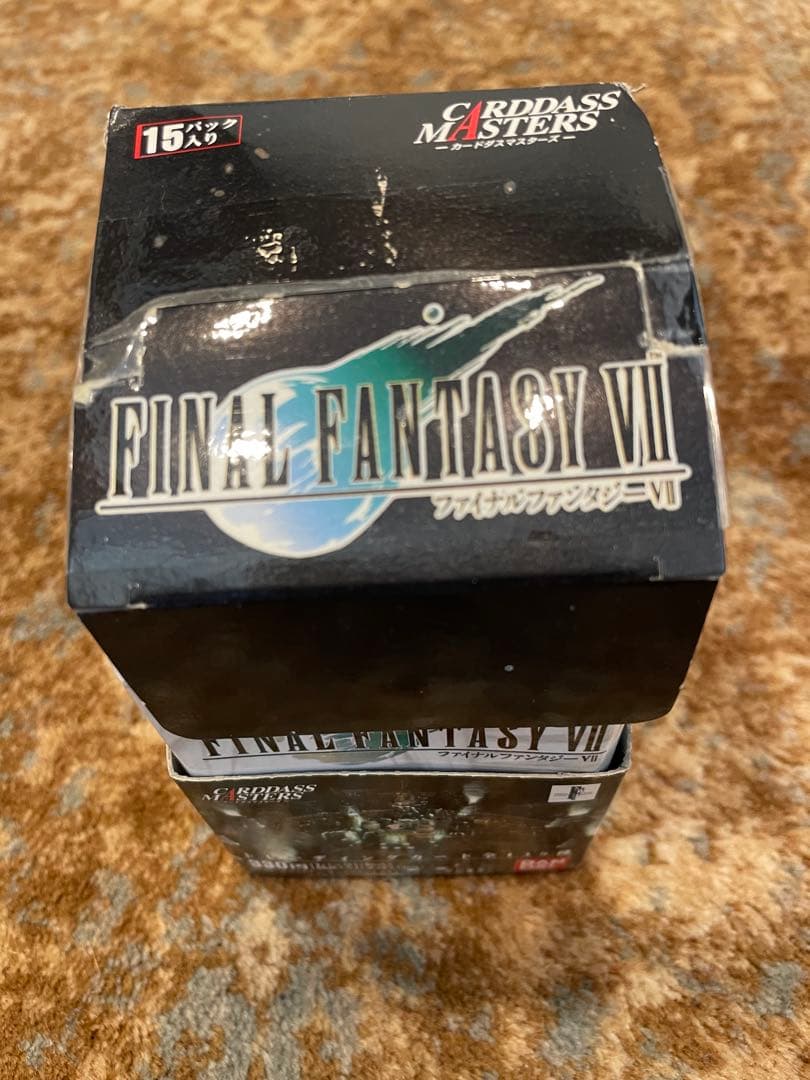 15パック入り
CARDDASS
MASTERS
— カードダスマスターズ —
FINAL FANTASY VII
ファイナルファンタジーVII
FINAL FANTASY VII
ファイナルファンタジーVII
CARDDASS
MASTERS